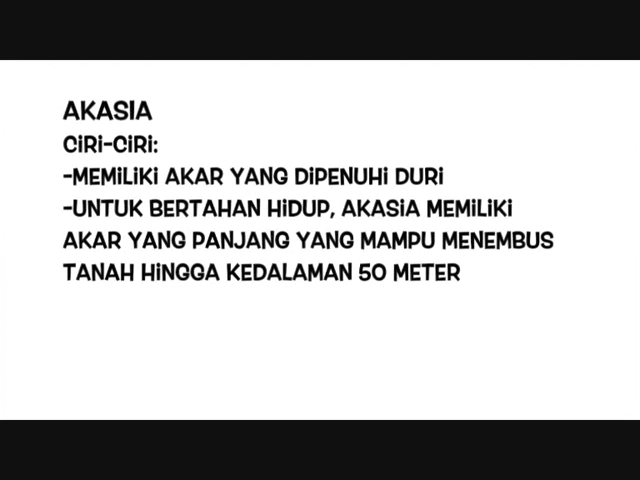 AKASIA
CiRi-CiRi:
-MEMiLiKi AKAR YANG DiPENUHi DURi
-UNTUK BERTAHAN HiDUP, AKASiA MEMiLiKi
AKAR YANG PANJANG YANG MAMPU MENEMBUS
TANAH HiNGGA KEDALAMAN 50 METER